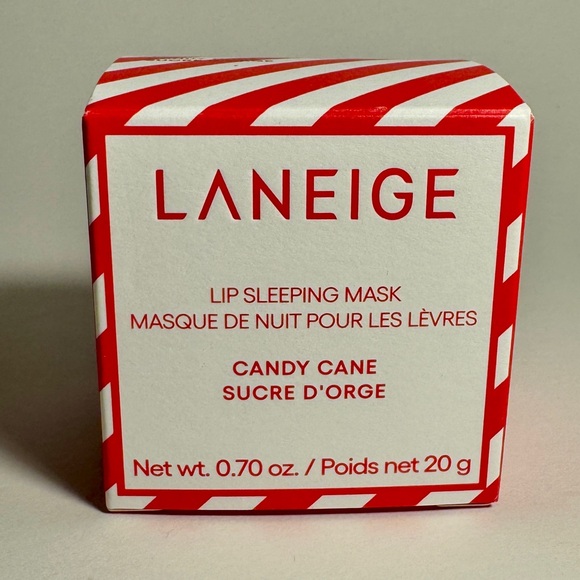 LANEIGE
LIP SLEEPING MASK
MASQUE DE NUIT POUR LES LÈVRES
CANDY CANE
SUCRE D'ORGE
Net wt. 0.70 oz. / Poids net 20 g